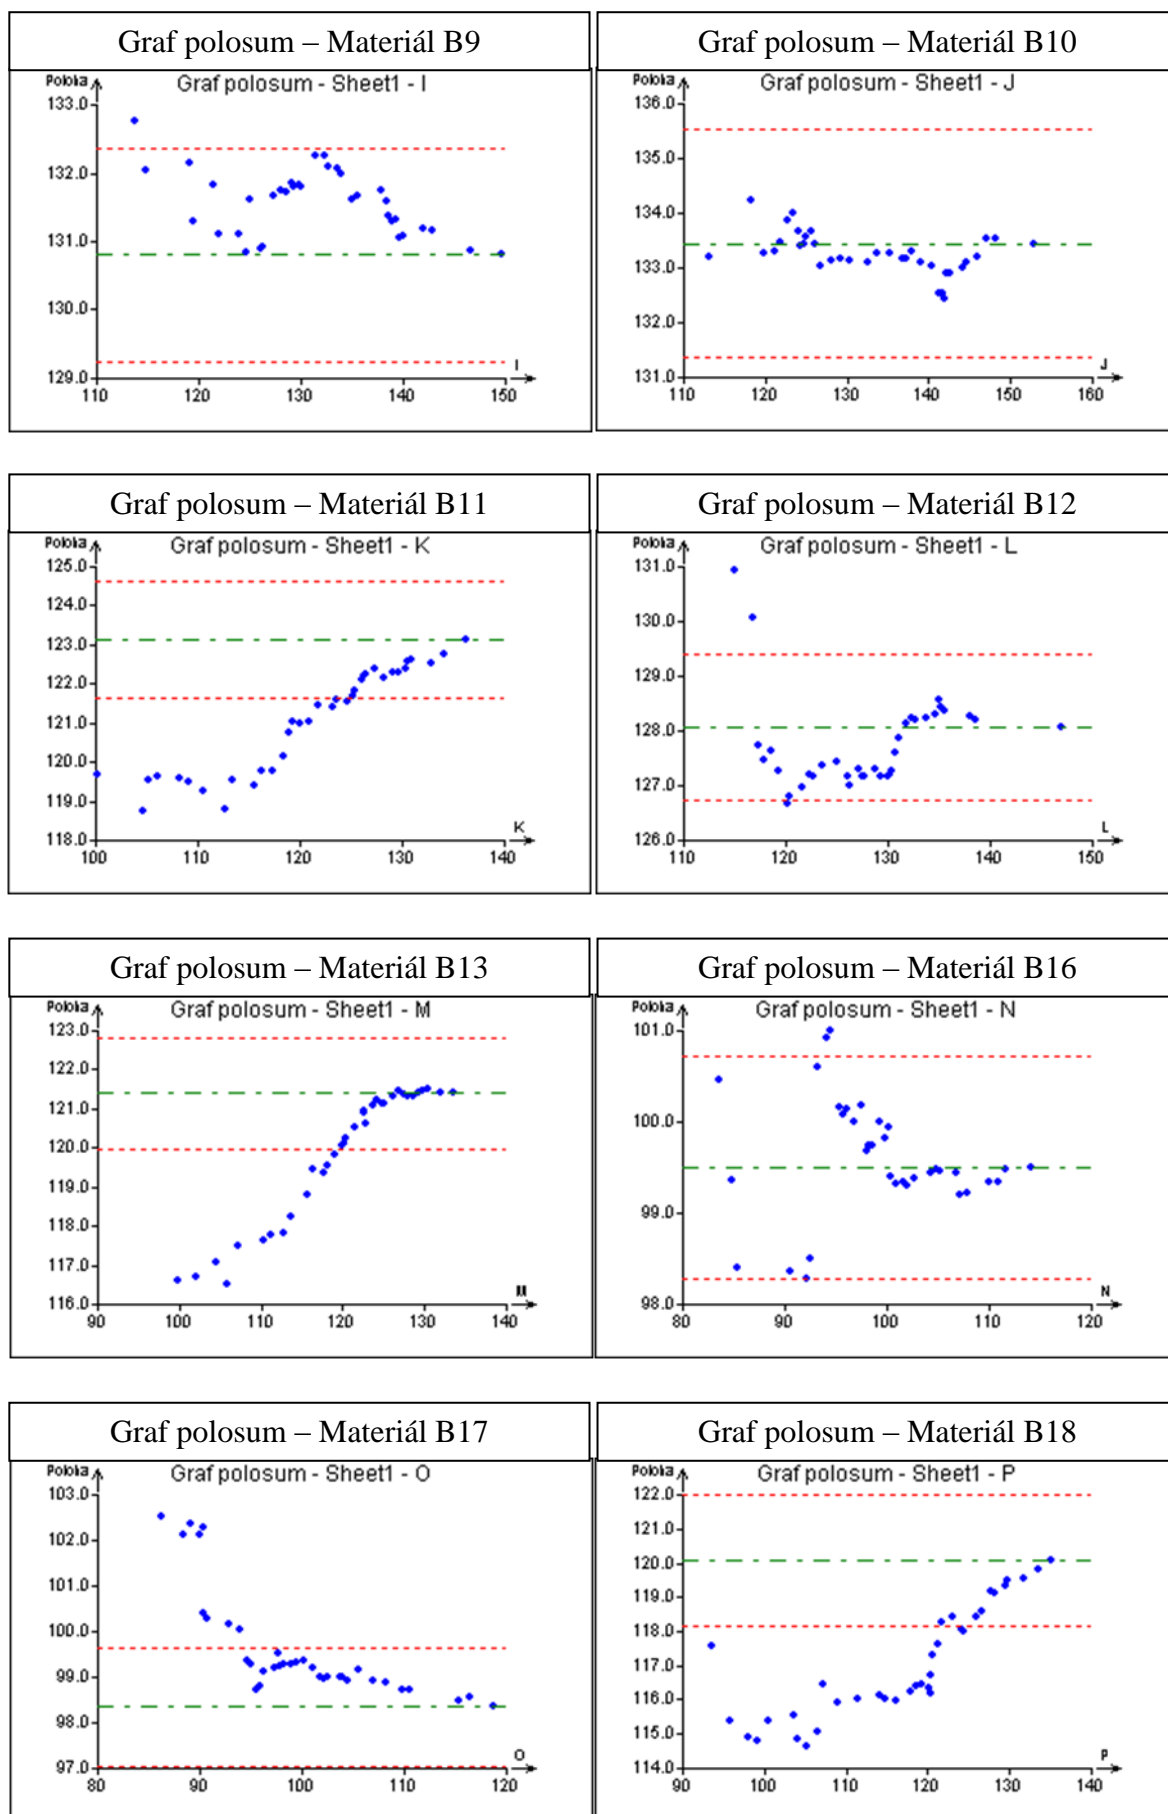 Graf polosum – Materiál B9
Graf polosum - Sheet1 - I
133.0
132.0
131.0
130.0
129.0
110 120 130 140 150
I
Graf polosum – Materiál B10
Graf polosum - Sheet1 - J
136.0
135.0
134.0
133.0
132.0
131.0
110 120 130 140 150 160
J
Graf polosum – Materiál B11
Graf polosum - Sheet1 - K
125.0
124.0
123.0
122.0
121.0
120.0
119.0
118.0
100 110 120 130 140
K
Graf polosum – Materiál B12
Graf polosum - Sheet1 - L
131.0
130.0
129.0
128.0
127.0
126.0
110 120 130 140 150
L
Graf polosum – Materiál B13
Graf polosum - Sheet1 - M
123.0
122.0
121.0
120.0
119.0
118.0
117.0
116.0
90 100 110 120 130 140
M
Graf polosum – Materiál B16
Graf polosum - Sheet1 - N
101.0
100.0
99.0
98.0
80 90 100 110 120
N
Graf polosum – Materiál B17
Graf polosum - Sheet1 - O
103.0
102.0
101.0
100.0
99.0
98.0
97.0
80 90 100 110 120
O
Graf polosum – Materiál B18
Graf polosum - Sheet1 - P
122.0
121.0
120.0
119.0
118.0
117.0
116.0
115.0
114.0
90 100 110 120 130 140
P